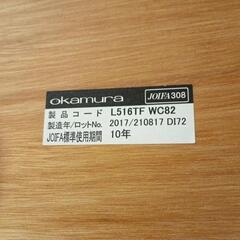 okamura JOIFA308
製品コード L516TF WC82
製造年/ロットNo. 2017/210817 DI72
JOIFA標準使用期間 10年